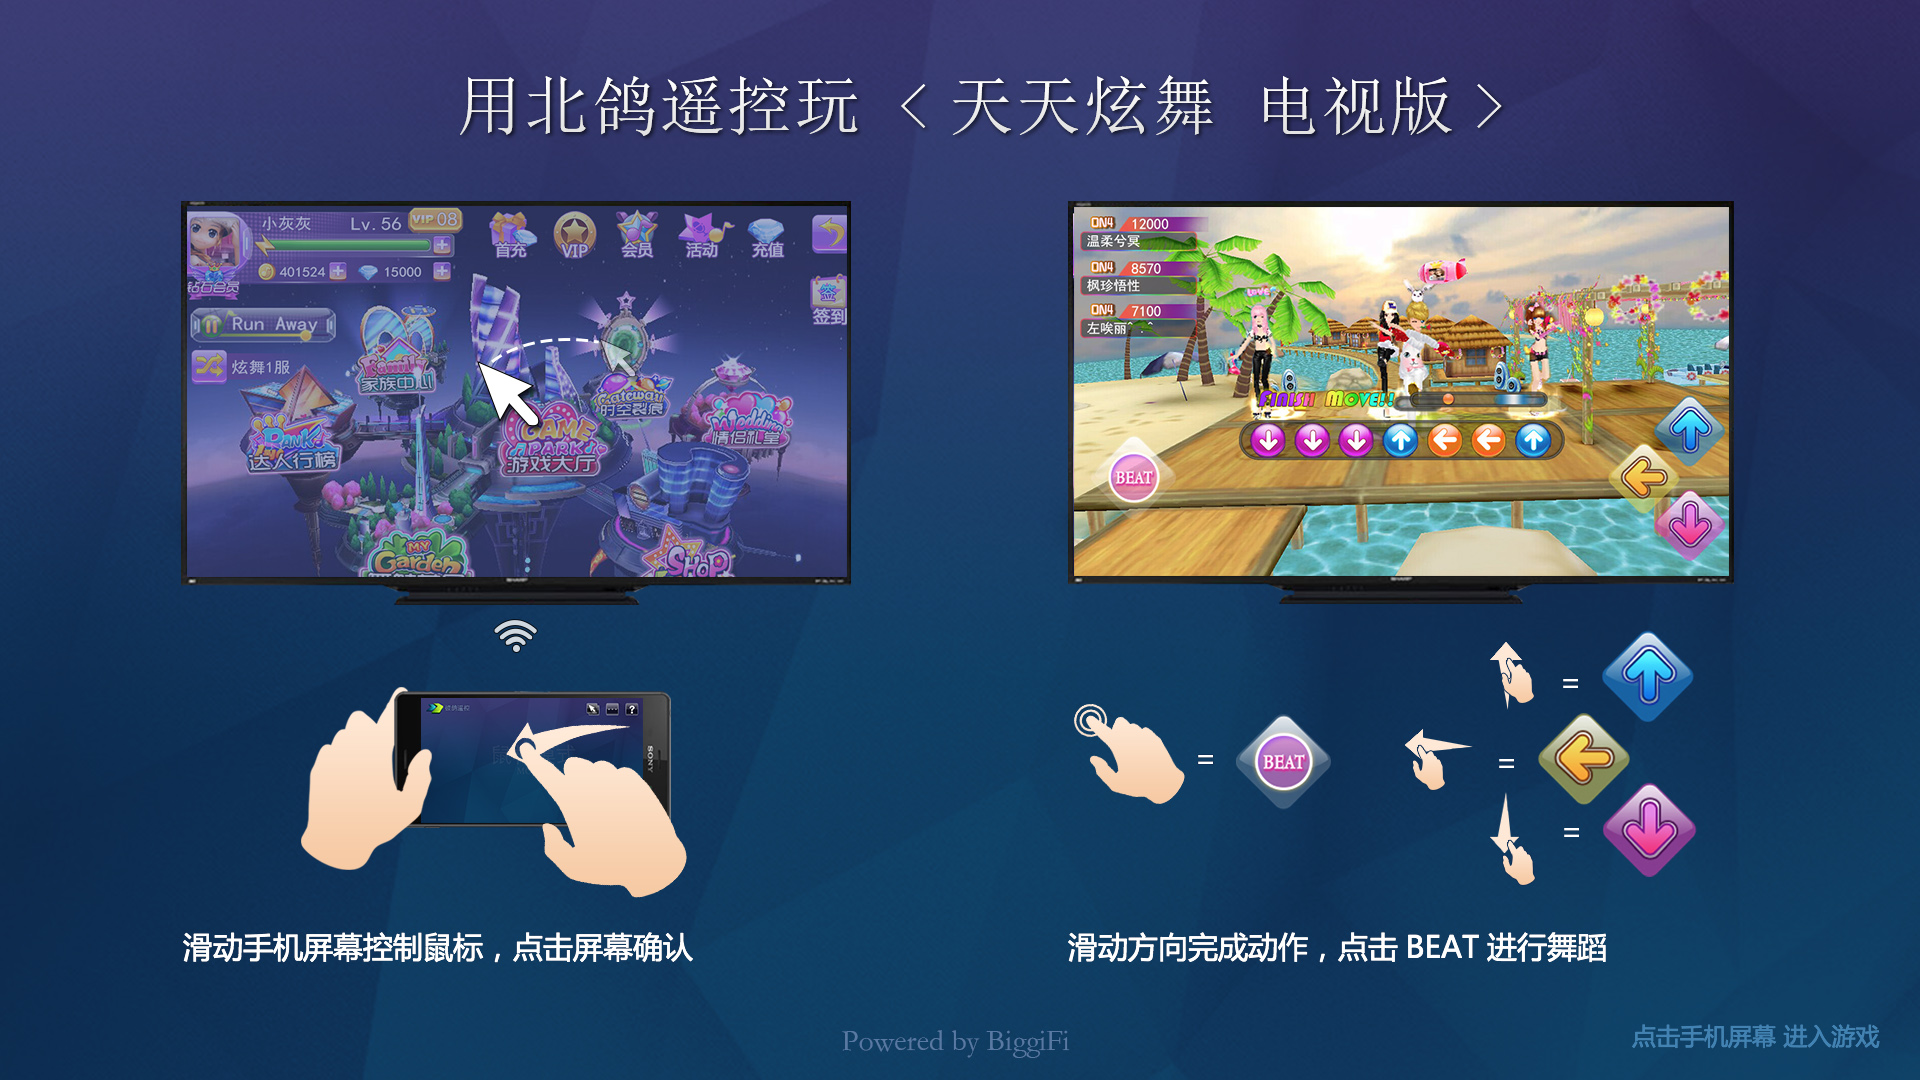 用北鸽遥控玩 < 天天炫舞 电视版 >
小灰灰 Lv. 56 VIP 08
401524 15000
钻石会员
首充 VIP 会员 活动 充值
签到
Run Away
炫舞1服
Family
家族中心
Gateway
时空裂痕
RANK
达人行榜
GAME PARK
游戏大厅
Wedding
情侣礼堂
MY Garden
SHOP
ON4 12000
温柔兮冥
ON4 8570
枫珍悟性
ON4 7100
左唉丽
FINISH MOVE!!
BEAT
SONY
= BEAT
=
=
=
滑动手机屏幕控制鼠标，点击屏幕确认
滑动方向完成动作，点击 BEAT 进行舞蹈
Powered by BiggiFi
点击手机屏幕 进入游戏